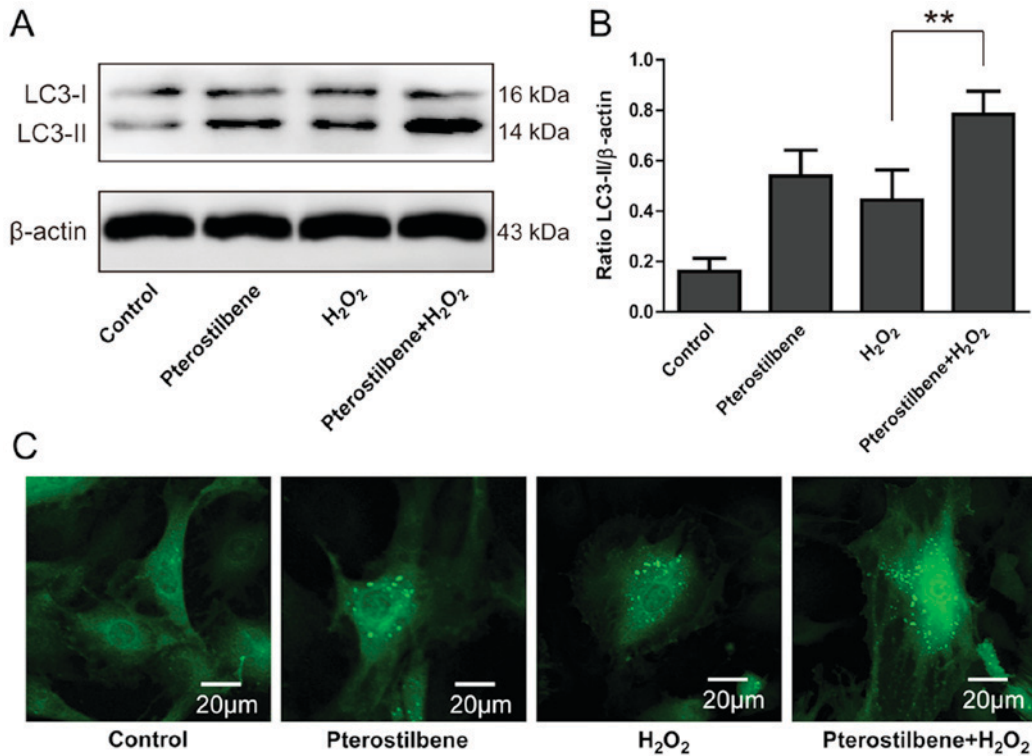 A
LC3-I
LC3-II
16 kDa
14 kDa
β-actin
43 kDa
Control
Pterostilbene
H₂O₂
Pterostilbene+H₂O₂
B
**
Ratio LC3-II/β-actin
1.0
0.8
0.6
0.4
0.2
0.0
Control
Pterostilbene
H₂O₂
Pterostilbene+H₂O₂
C
20μm
20μm
20μm
20μm
Control
Pterostilbene
H₂O₂
Pterostilbene+H₂O₂